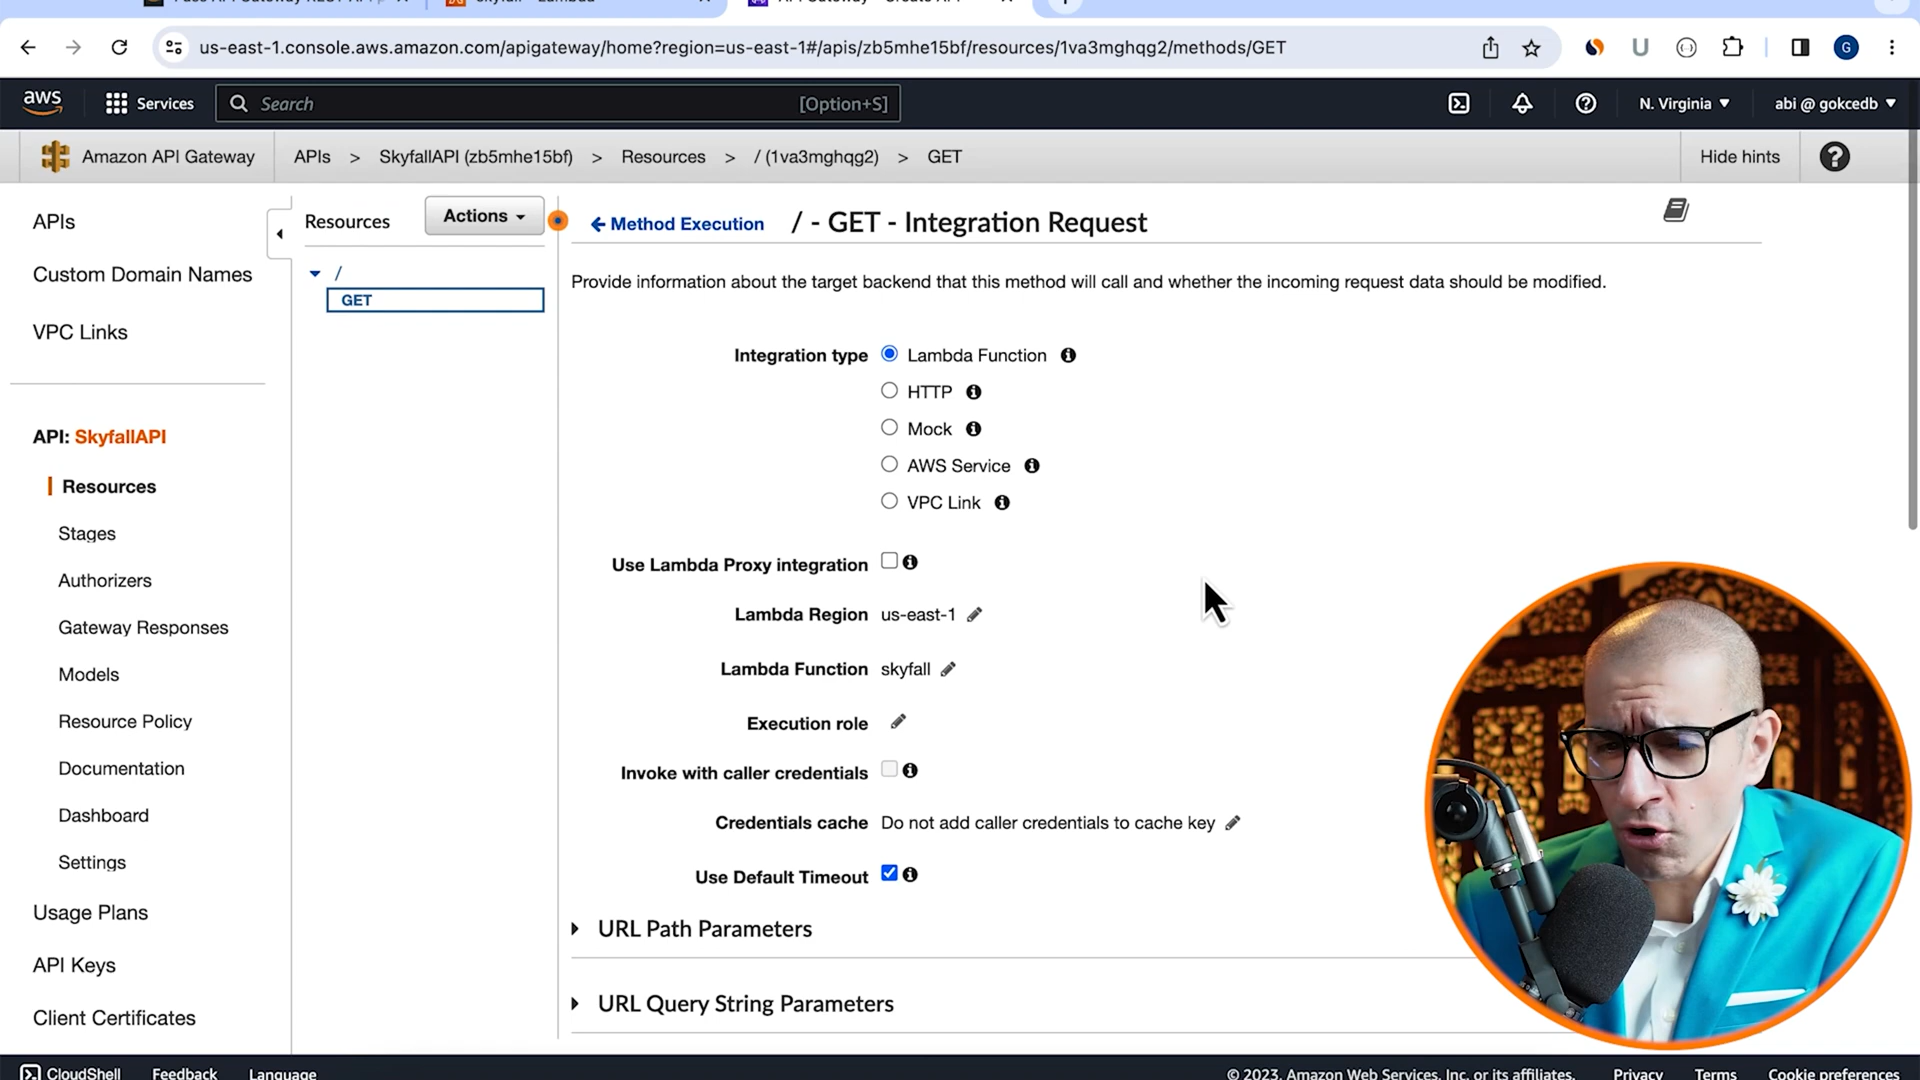 us-east-1.console.aws.amazon.com/apigateway/home?region=us-east-1#/apis/zb5mhe15bf/resources/1va3mghqg2/methods/GET
G
aws
Services
Search
[Option+S]
N. Virginia
abi @ gokcedb
Amazon API Gateway
APIs > SkyfallAPI (zb5mhe15bf) > Resources > / (1va3mghqg2) > GET
Hide hints
APIs
Custom Domain Names
VPC Links
API: SkyfallAPI
Resources
Stages
Authorizers
Gateway Responses
Models
Resource Policy
Documentation
Dashboard
Settings
Usage Plans
API Keys
Client Certificates
Resources
Actions
/
GET
Method Execution
/ - GET - Integration Request
Provide information about the target backend that this method will call and whether the incoming request data should be modified.
Integration type
Lambda Function
HTTP
Mock
AWS Service
VPC Link
Use Lambda Proxy integration
Lambda Region us-east-1
Lambda Function skyfall
Execution role
Invoke with caller credentials
Credentials cache Do not add caller credentials to cache key
Use Default Timeout
URL Path Parameters
URL Query String Parameters
CloudShell
Feedback
Language
© 2023, Amazon Web Services, Inc. or its affiliates.
Privacy
Terms
Cookie preferences